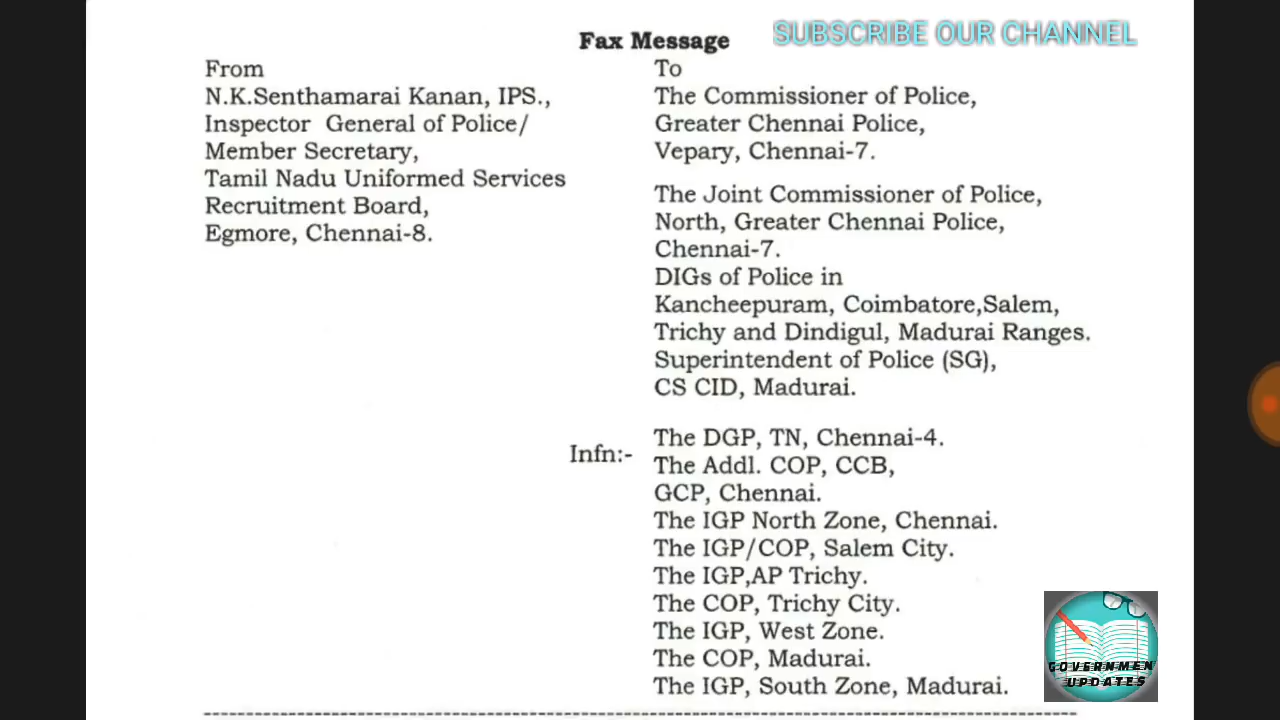 SUBSCRIBE OUR CHANNEL
Fax Message
From
N.K.Senthamarai Kanan, IPS.,
Inspector General of Police/
Member Secretary,
Tamil Nadu Uniformed Services
Recruitment Board,
Egmore, Chennai-8.
To
The Commissioner of Police,
Greater Chennai Police,
Vepary, Chennai-7.
The Joint Commissioner of Police,
North, Greater Chennai Police,
Chennai-7.
DIGs of Police in
Kancheepuram, Coimbatore,Salem,
Trichy and Dindigul, Madurai Ranges.
Superintendent of Police (SG),
CS CID, Madurai.
Infn:-
The DGP, TN, Chennai-4.
The Addl. COP, CCB,
GCP, Chennai.
The IGP North Zone, Chennai.
The IGP/COP, Salem City.
The IGP,AP Trichy.
The COP, Trichy City.
The IGP, West Zone.
The COP, Madurai.
The IGP, South Zone, Madurai.
GOVERNMEN
UPDATES